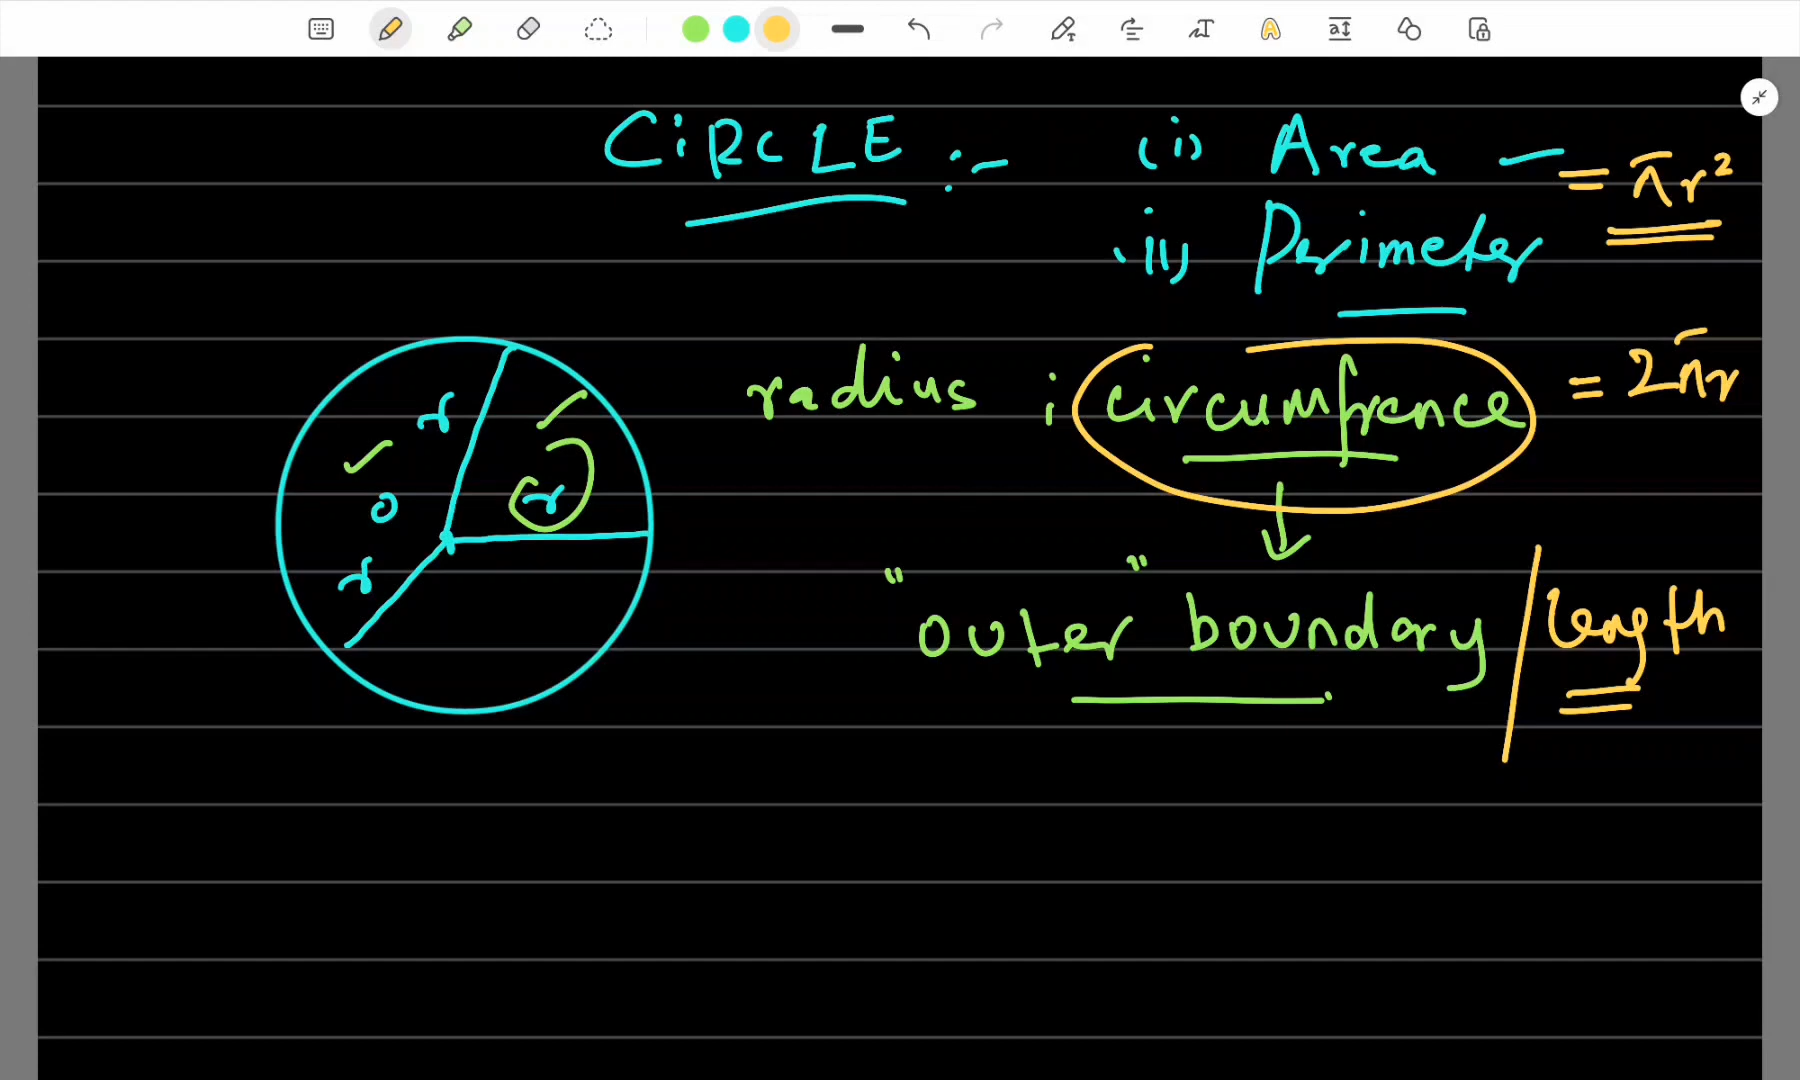 CiRCLE :- (i) Area — = πr²
ii) Perimeter
radius ; circumfrence = 2πr
"outer" boundary / length
r
r
o
r